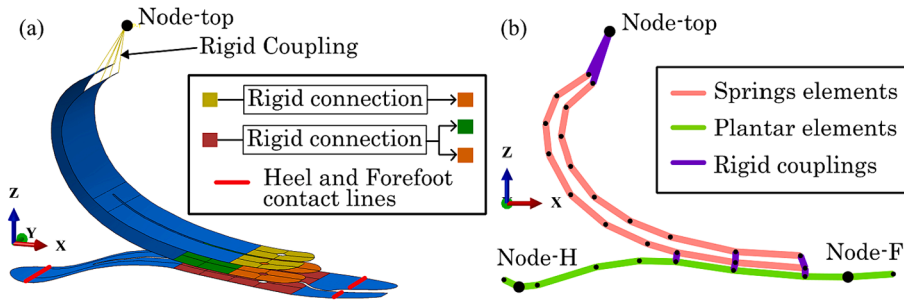 (a)
Node-top
Rigid Coupling
Rigid connection
Rigid connection
Heel and Forefoot
contact lines
Z
Y
X
(b)
Node-top
Springs elements
Plantar elements
Rigid couplings
Z
X
Node-H
Node-F